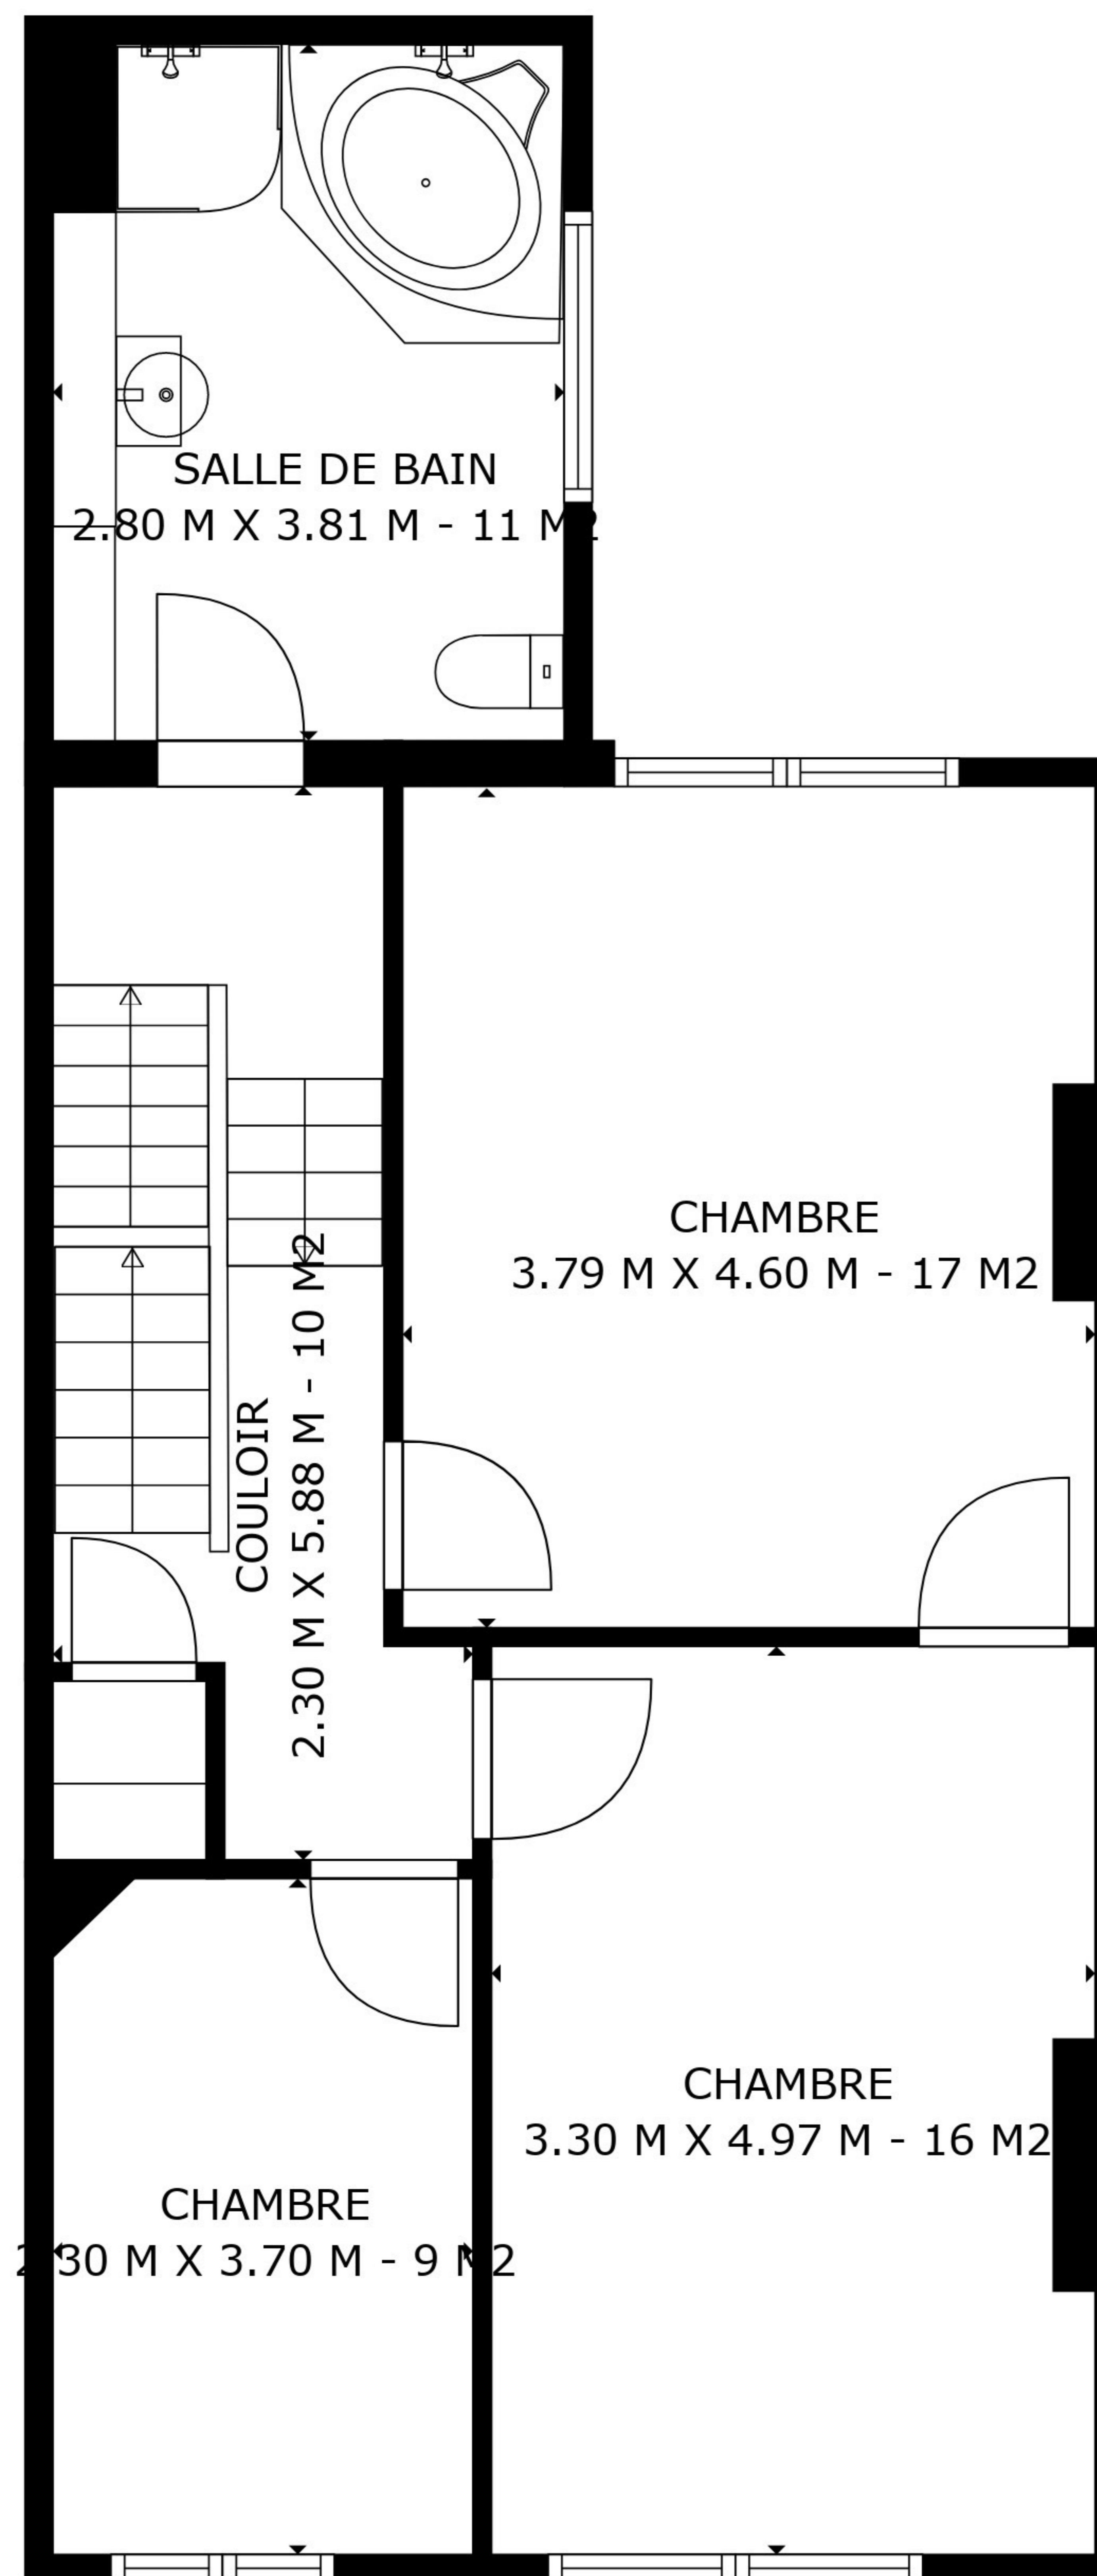 SALLE DE BAIN
2.80 M X 3.81 M - 11 M2
CHAMBRE
3.79 M X 4.60 M - 17 M2
COULOIR
2.30 M X 5.88 M - 10 M2
CHAMBRE
3.30 M X 4.97 M - 16 M2
CHAMBRE
2.30 M X 3.70 M - 9 M2